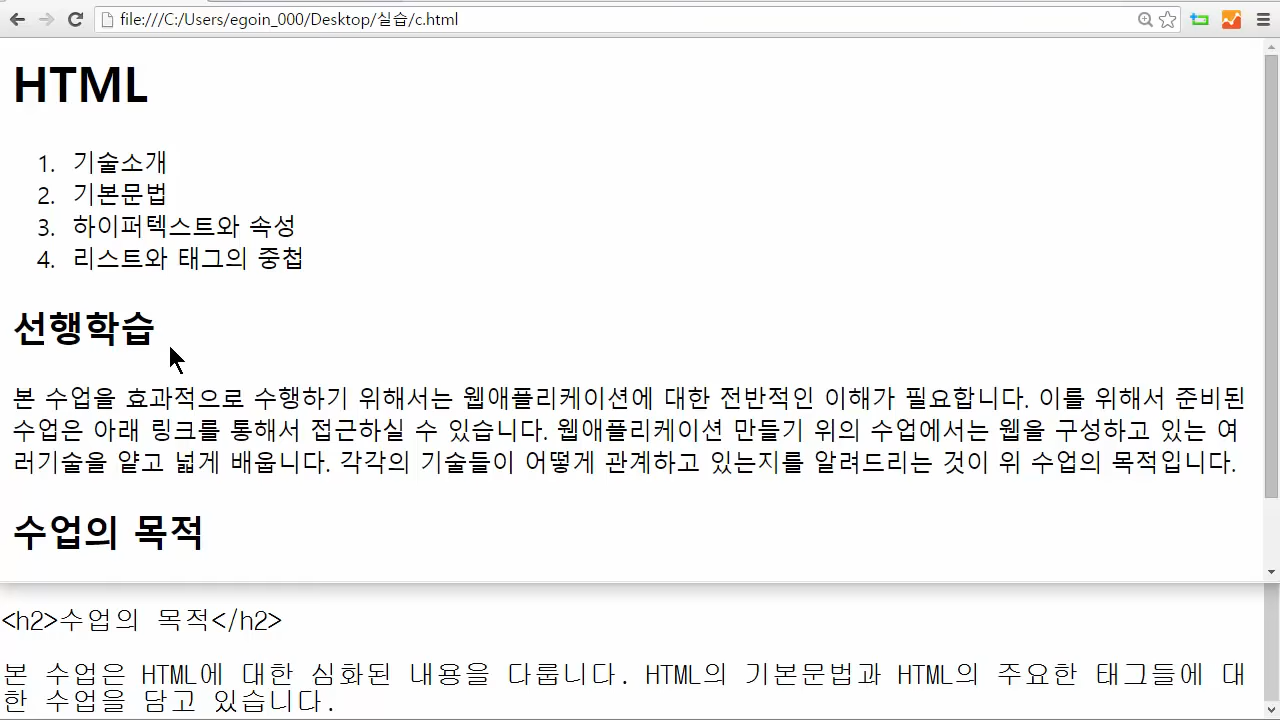 file:///C:/Users/egoin_000/Desktop/실습/c.html
HTML
1. 기술소개
2. 기본문법
3. 하이퍼텍스트와 속성
4. 리스트와 태그의 중첩
선행학습
본 수업을 효과적으로 수행하기 위해서는 웹애플리케이션에 대한 전반적인 이해가 필요합니다. 이를 위해서 준비된
수업은 아래 링크를 통해서 접근하실 수 있습니다. 웹애플리케이션 만들기 위의 수업에서는 웹을 구성하고 있는 여
러기술을 얕고 넓게 배웁니다. 각각의 기술들이 어떻게 관계하고 있는지를 알려드리는 것이 위 수업의 목적입니다.
수업의 목적
<h2>수업의 목적</h2>
본 수업은 HTML에 대한 심화된 내용을 다룹니다. HTML의 기본문법과 HTML의 주요한 태그들에 대
한 수업을 담고 있습니다.